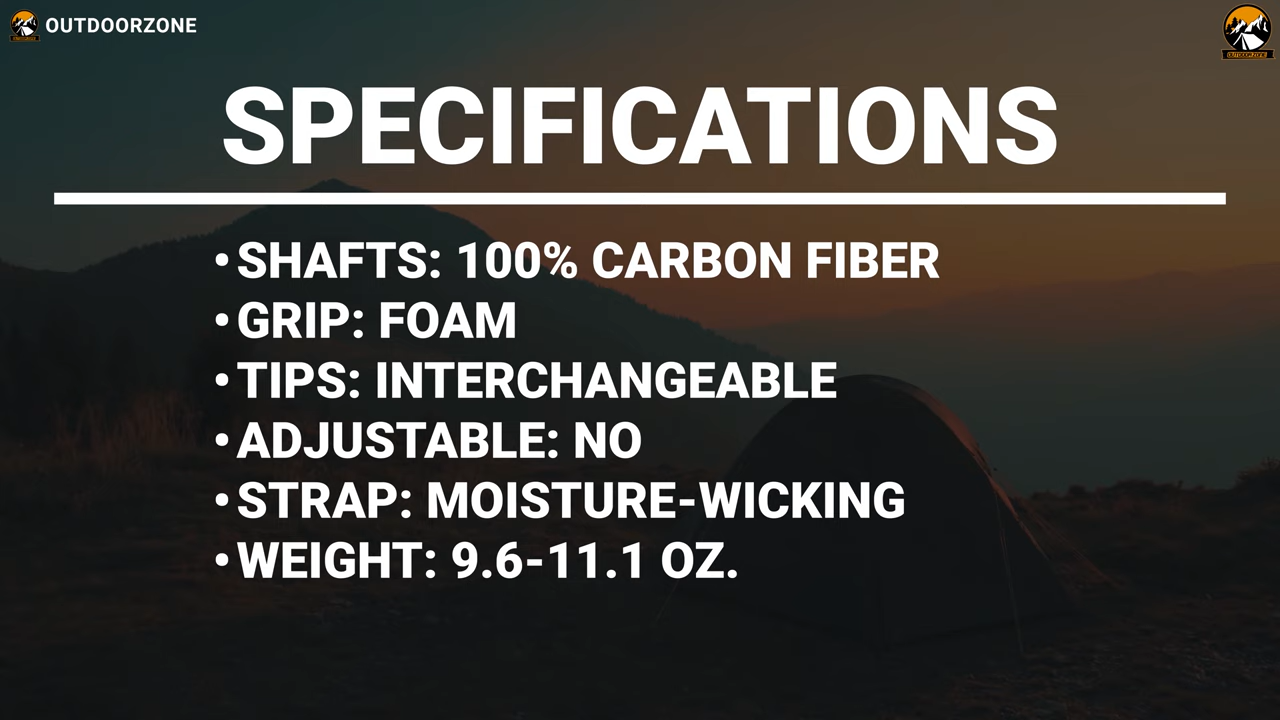 OUTDOORZONE
OUTDOORZONE
SPECIFICATIONS
• SHAFTS: 100% CARBON FIBER
• GRIP: FOAM
• TIPS: INTERCHANGEABLE
• ADJUSTABLE: NO
• STRAP: MOISTURE-WICKING
• WEIGHT: 9.6-11.1 OZ.